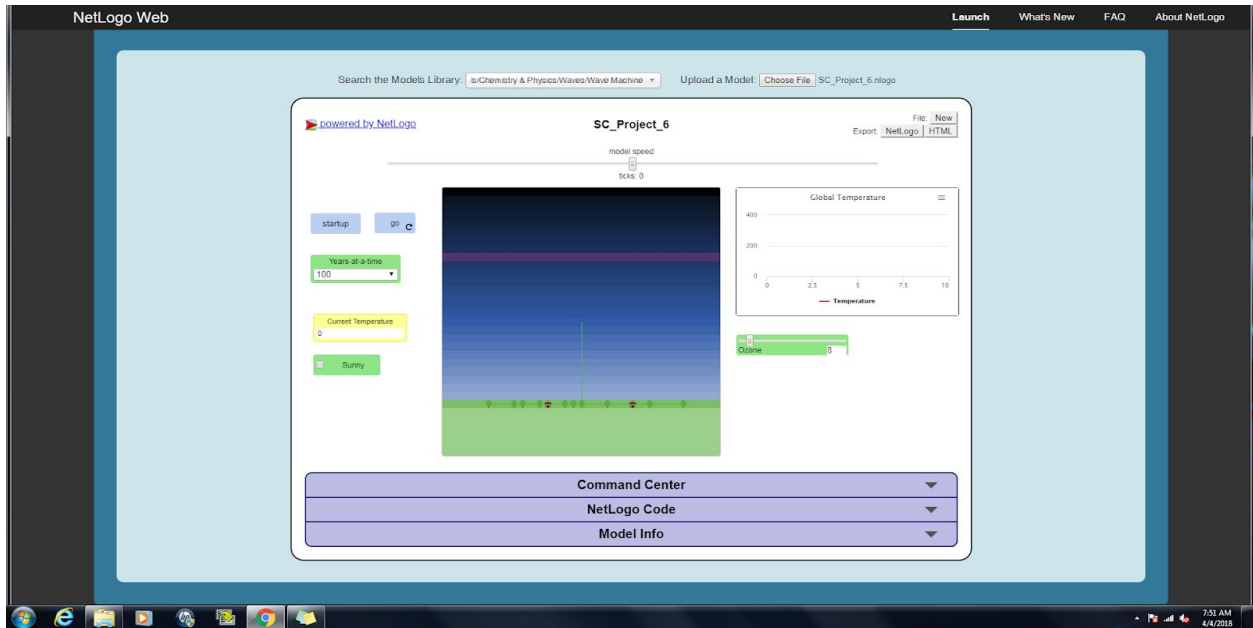 NetLogo Web Launch What's New FAQ About NetLogo
Search the Models Library: ls/Chemistry & Physics/Waves/Wave Machine Upload a Model: Choose File SC_Project_6.nlogo
powered by NetLogo SC_Project_6 File: New
Export: NetLogo HTML
model speed
ticks: 0
startup go
Years-at-a-time
100
Current Temperature
0
Sunny
Global Temperature
400
200
0
0 2.5 5 7.5 10
Temperature
Ozone 8
Command Center
NetLogo Code
Model Info
7:51 AM
4/4/2018